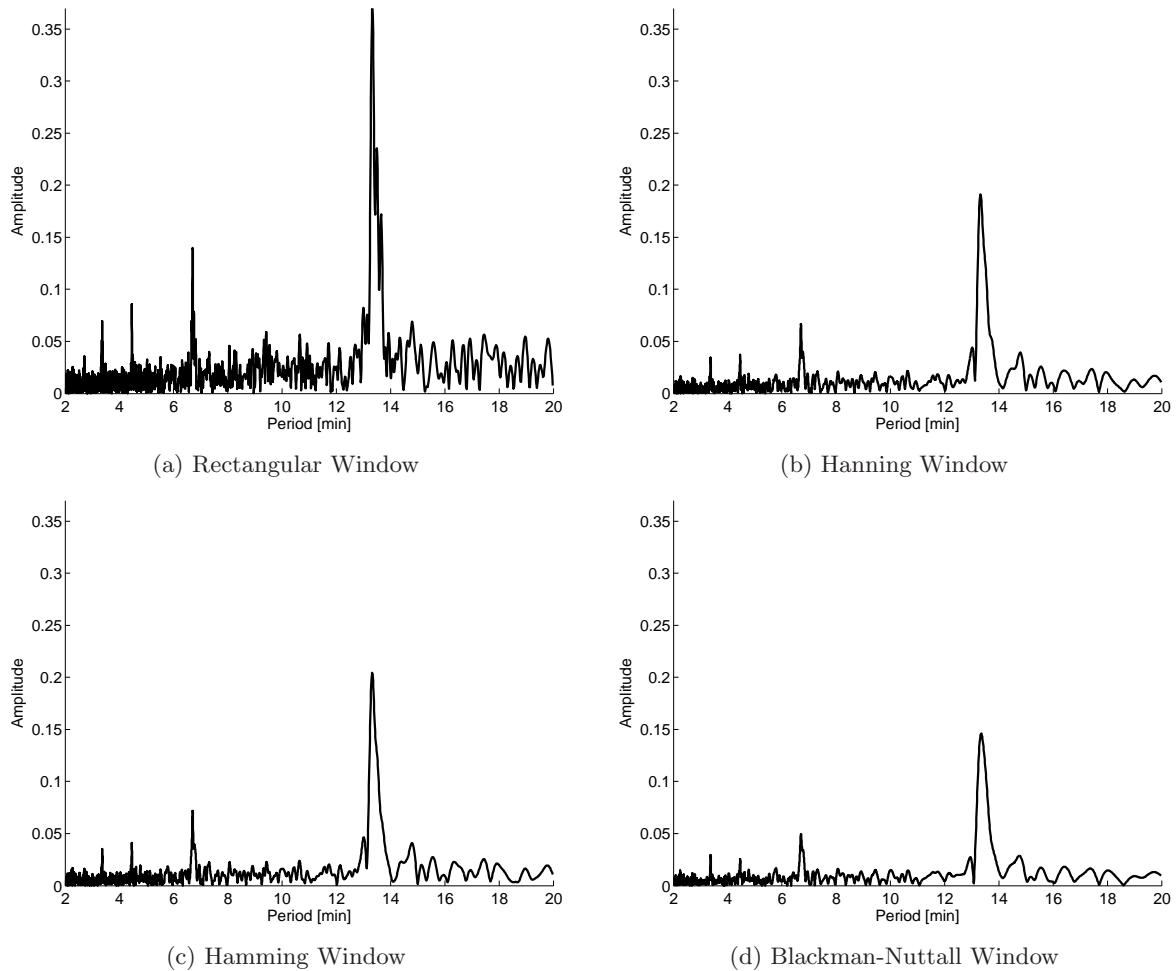 0.35
0.3
0.25
0.2
0.15
0.1
0.05
0
Amplitude
2 4 6 8 10 12 14 16 18 20
Period [min]
(a) Rectangular Window
0.35
0.3
0.25
0.2
0.15
0.1
0.05
0
Amplitude
2 4 6 8 10 12 14 16 18 20
Period [min]
(b) Hanning Window
0.35
0.3
0.25
0.2
0.15
0.1
0.05
0
Amplitude
2 4 6 8 10 12 14 16 18 20
Period [min]
(c) Hamming Window
0.35
0.3
0.25
0.2
0.15
0.1
0.05
0
Amplitude
2 4 6 8 10 12 14 16 18 20
Period [min]
(d) Blackman-Nuttall Window